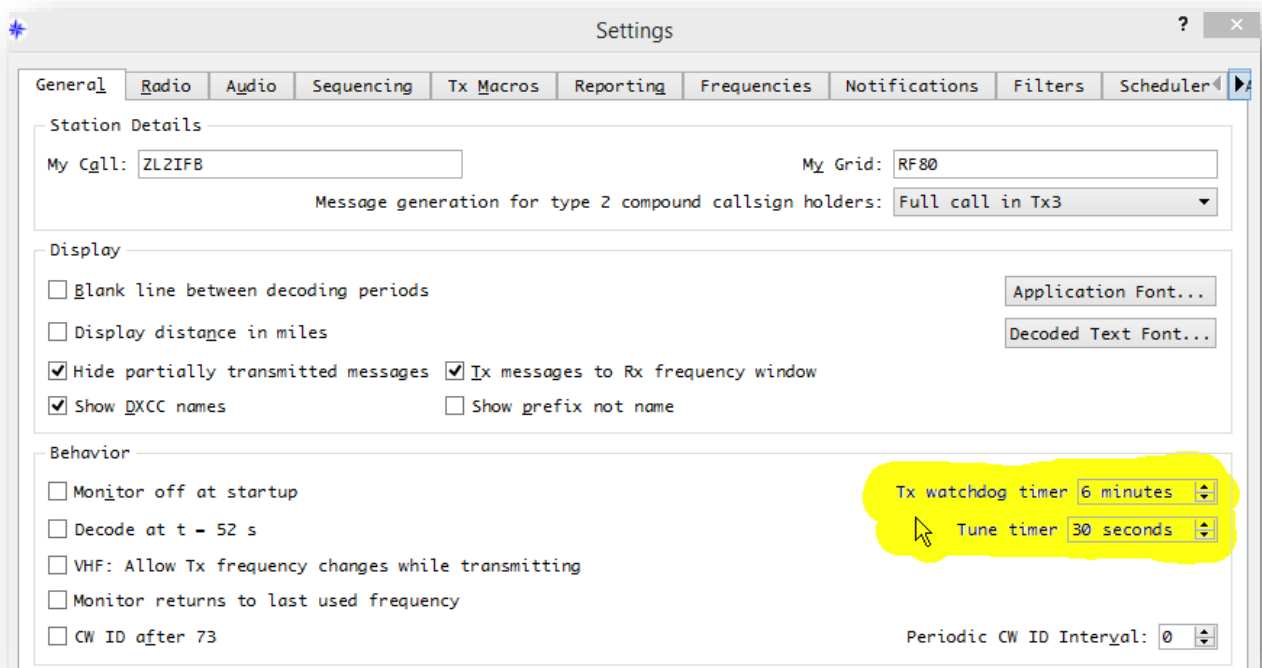 Settings
?
General Radio Audio Sequencing Tx Macros Reporting Frequencies Notifications Filters Scheduler
Station Details
My Call: ZL2IFB My Grid: RF80
Message generation for type 2 compound callsign holders: Full call in Tx3
Display
Blank line between decoding periods Application Font...
Display distance in miles Decoded Text Font...
Hide partially transmitted messages Tx messages to Rx frequency window
Show DXCC names Show prefix not name
Behavior
Monitor off at startup Tx watchdog timer 6 minutes
Decode at t – 52 s Tune timer 30 seconds
VHF: Allow Tx frequency changes while transmitting
Monitor returns to last used frequency
CW ID after 73 Periodic CW ID Interval: 0